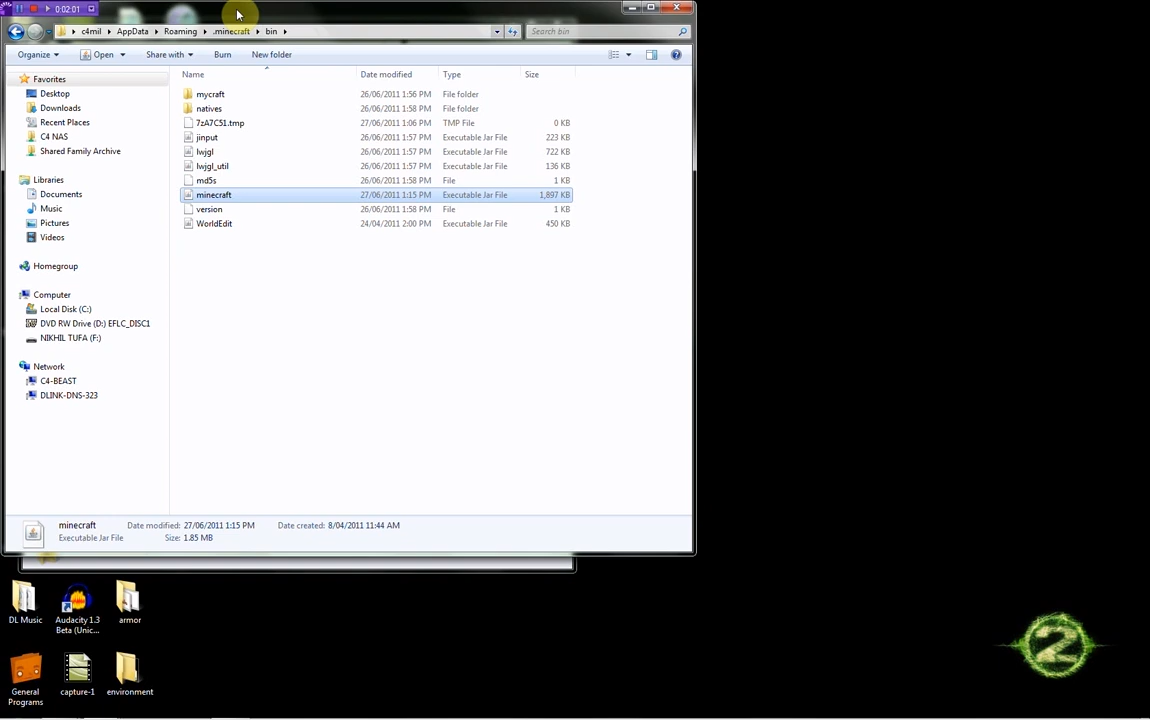 0:02:01
c4mil AppData Roaming .minecraft bin Search bin
Organize Open Share with Burn New folder
Name Date modified Type Size
Favorites
Desktop
Downloads
Recent Places
C4 NAS
Shared Family Archive
Libraries
Documents
Music
Pictures
Videos
Homegroup
Computer
Local Disk (C:)
DVD RW Drive (D:) EFLC_DISC1
NIKHIL TUFA (F:)
Network
C4-BEAST
DLINK-DNS-323
mycraft 26/06/2011 1:56 PM File folder
natives 26/06/2011 1:58 PM File folder
7zA7C51.tmp 27/06/2011 1:06 PM TMP File 0 KB
jinput 26/06/2011 1:57 PM Executable Jar File 223 KB
lwjgl 26/06/2011 1:57 PM Executable Jar File 722 KB
lwjgl_util 26/06/2011 1:57 PM Executable Jar File 136 KB
md5s 26/06/2011 1:58 PM File 1 KB
minecraft 27/06/2011 1:15 PM Executable Jar File 1,897 KB
version 26/06/2011 1:58 PM File 1 KB
WorldEdit 24/04/2011 2:00 PM Executable Jar File 450 KB
minecraft Date modified: 27/06/2011 1:15 PM Date created: 8/04/2011 11:44 AM
Executable Jar File Size: 1.85 MB
DL Music
Audacity 1.3
Beta (Unic...
armor
General
Programs
capture-1
environment
2